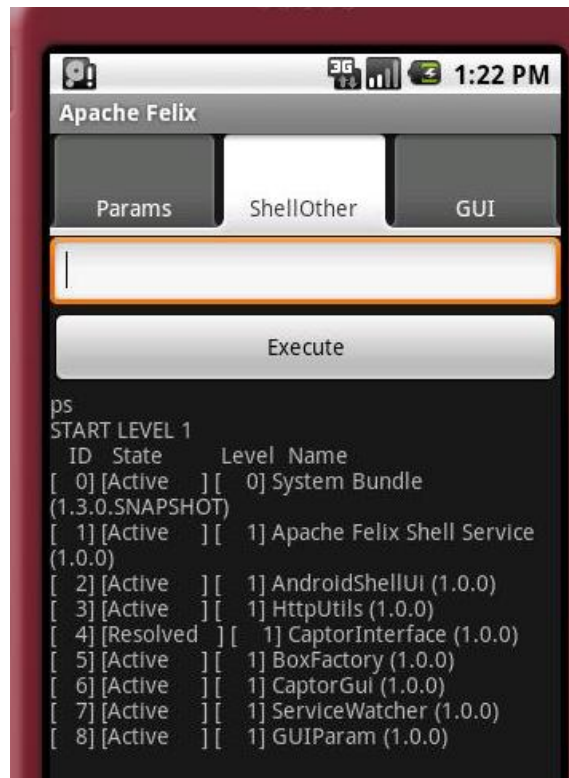 3G 1:22 PM
Apache Felix
Params ShellOther GUI
Execute
ps
START LEVEL 1
ID State Level Name
[ 0] [Active ] [ 0] System Bundle
(1.3.0.SNAPSHOT)
[ 1] [Active ] [ 1] Apache Felix Shell Service
(1.0.0)
[ 2] [Active ] [ 1] AndroidShellUi (1.0.0)
[ 3] [Active ] [ 1] HttpUtils (1.0.0)
[ 4] [Resolved ] [ 1] CaptorInterface (1.0.0)
[ 5] [Active ] [ 1] BoxFactory (1.0.0)
[ 6] [Active ] [ 1] CaptorGui (1.0.0)
[ 7] [Active ] [ 1] ServiceWatcher (1.0.0)
[ 8] [Active ] [ 1] GUIParam (1.0.0)